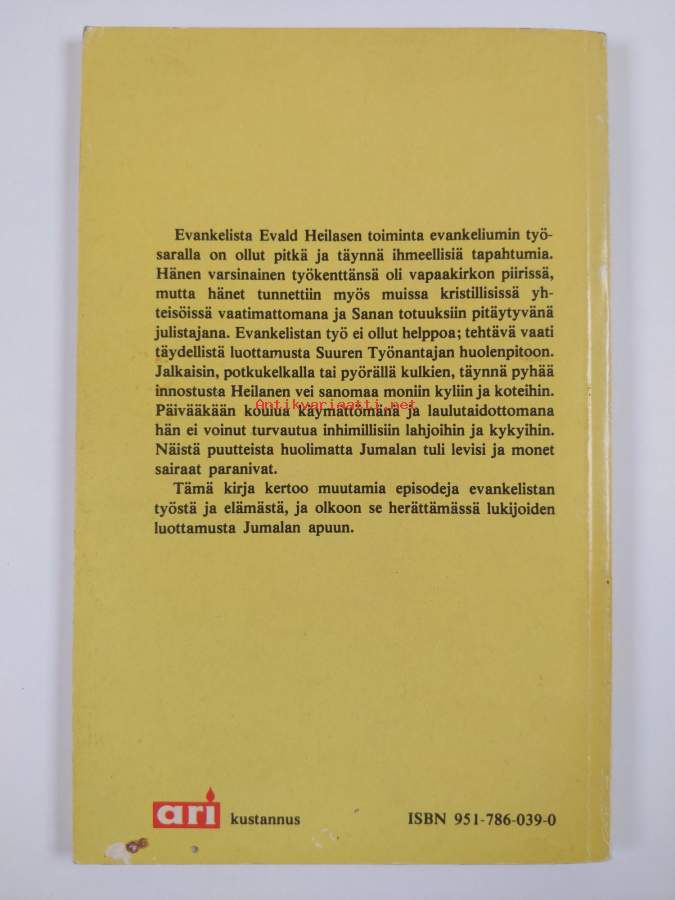 Evankelista Evald Heilasen toiminta evankeliumin työ-
saralla on ollut pitkä ja täynnä ihmeellisiä tapahtumia.
Hänen varsinainen työkenttänsä oli vapaakirkon piirissä,
mutta hänet tunnettiin myös muissa kristillisissä yh-
teisöissä vaatimattomana ja Sanan totuuksiin pitäytyvänä
julistajana. Evankelistan työ ei ollut helppoa; tehtävä vaati
täydellistä luottamusta Suuren Työnantajan huolenpitoon.
Jalkaisin, potkukelkalla tai pyörällä kulkien, täynnä pyhää
innostusta Heilanen vei sanomaa moniin kyliin ja koteihin.
Antikvariaatti.net
Päivääkään koulua käymättömänä ja laulutaidottomana
hän ei voinut turvautua inhimillisiin lahjoihin ja kykyihin.
Näistä puutteista huolimatta Jumalan tuli levisi ja monet
sairaat paranivat.
Tämä kirja kertoo muutamia episodeja evankelistan
työstä ja elämästä, ja olkoon se herättämässä lukijoiden
luottamusta Jumalan apuun.
ari kustannus
ISBN 951-786-039-0